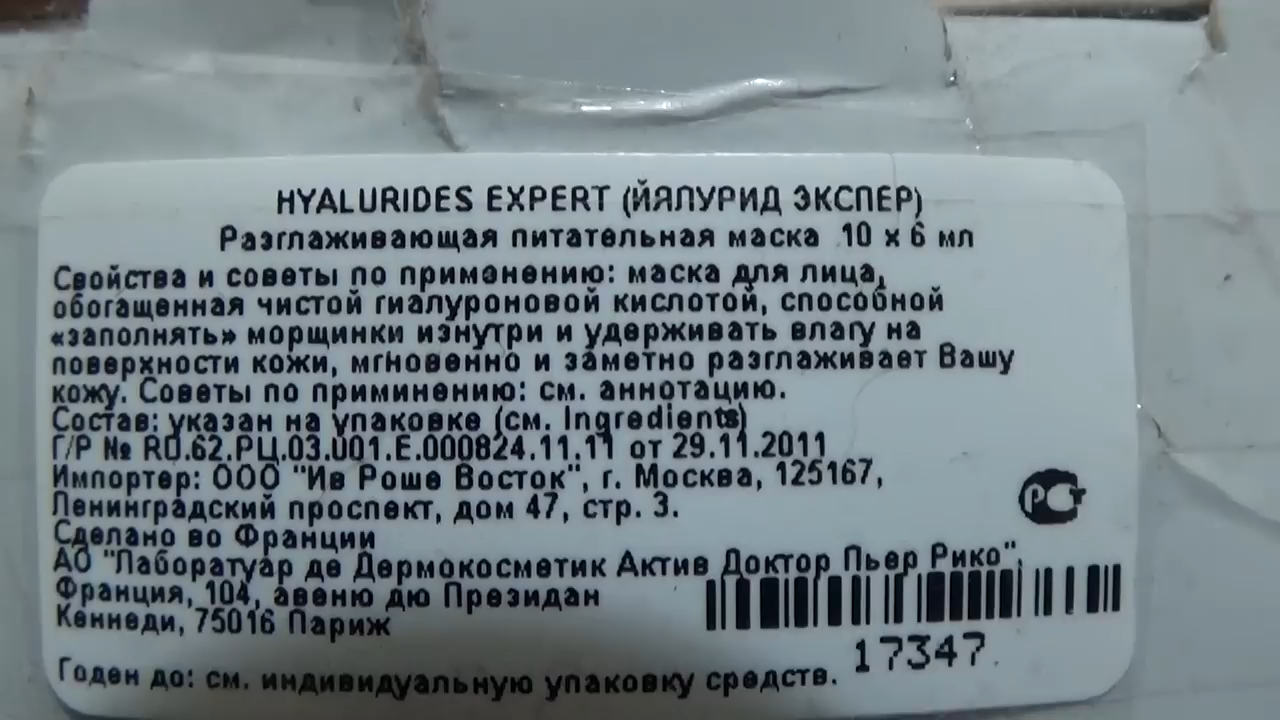 HYALURIDES EXPERT (ЙЯЛУРИД ЭКСПЕР)
Разглаживающая питательная маска 10 х 6 мл
Свойства и советы по применению: маска для лица,
обогащенная чистой гиалуроновой кислотой, способной
«заполнять» морщинки изнутри и удерживать влагу на
поверхности кожи, мгновенно и заметно разглаживает Вашу
кожу. Советы по приминению: см. аннотацию.
Состав: указан на упаковке (см. Ingredients)
Г/Р № RU.62.РЦ.03.001.Е.000824.11.11 от 29.11.2011
Импортер: ООО "Ив Роше Восток", г. Москва, 125167,
Ленинградский проспект, дом 47, стр. 3.
Сделано во Франции
АО "Лаборатуар де Дермокосметик Актив Доктор Пьер Рико",
Франция, 104, авеню дю Президан
Кеннеди, 75016 Париж
17347
Годен до: см. индивидуальную упаковку средств.
РСТ